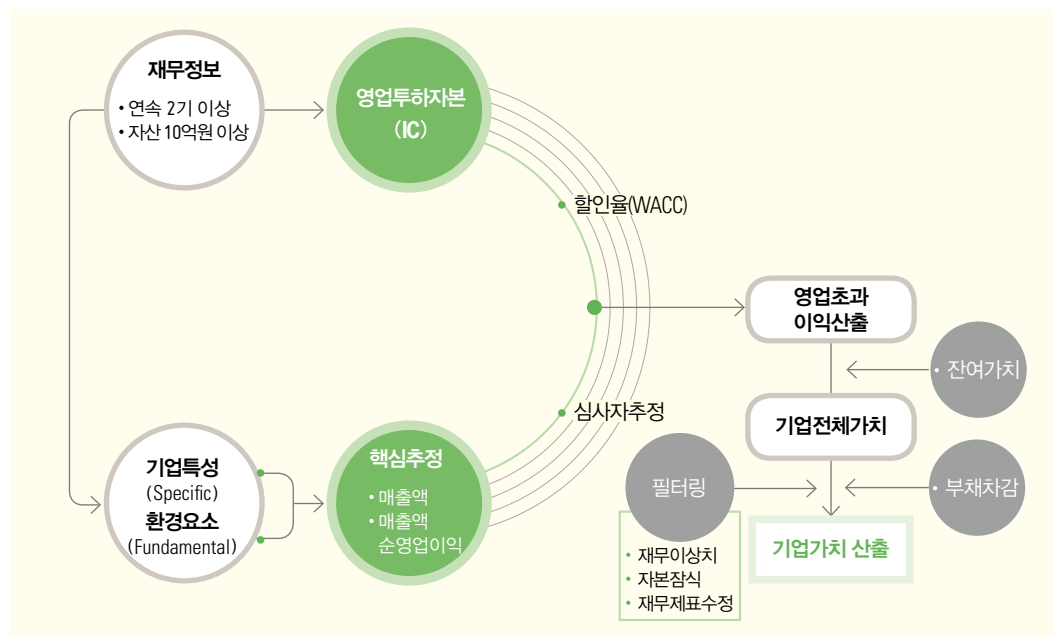 재무정보
• 연속 2기 이상
• 자산 10억원 이상
영업투하자본
(IC)
할인율(WACC)
심사자추정
기업특성
(Specific)
환경요소
(Fundamental)
핵심추정
• 매출액
• 매출액
순영업이익
영업초과
이익산출
• 잔여가치
기업전체가치
필터링
• 재무이상치
• 자본잠식
• 재무제표수정
• 부채차감
기업가치 산출